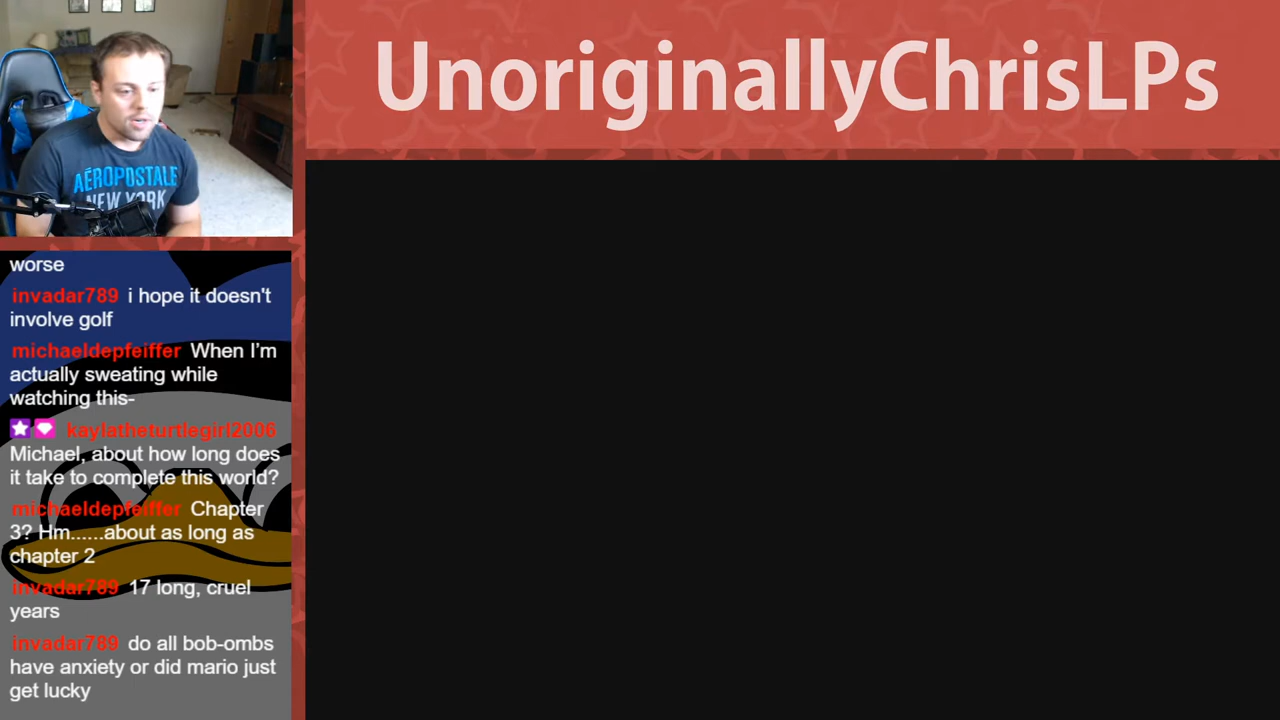 UnoriginallyChrisLPs
AÉROPOSTALE
NEW YORK
worse
invadar789 i hope it doesn't
involve golf
michaeldepfeiffer When I'm
actually sweating while
watching this-
kaylatheturtlegirl2006
Michael, about how long does
it take to complete this world?
michaeldepfeiffer Chapter
3? Hm......about as long as
chapter 2
invadar789 17 long, cruel
years
invadar789 do all bob-ombs
have anxiety or did mario just
get lucky